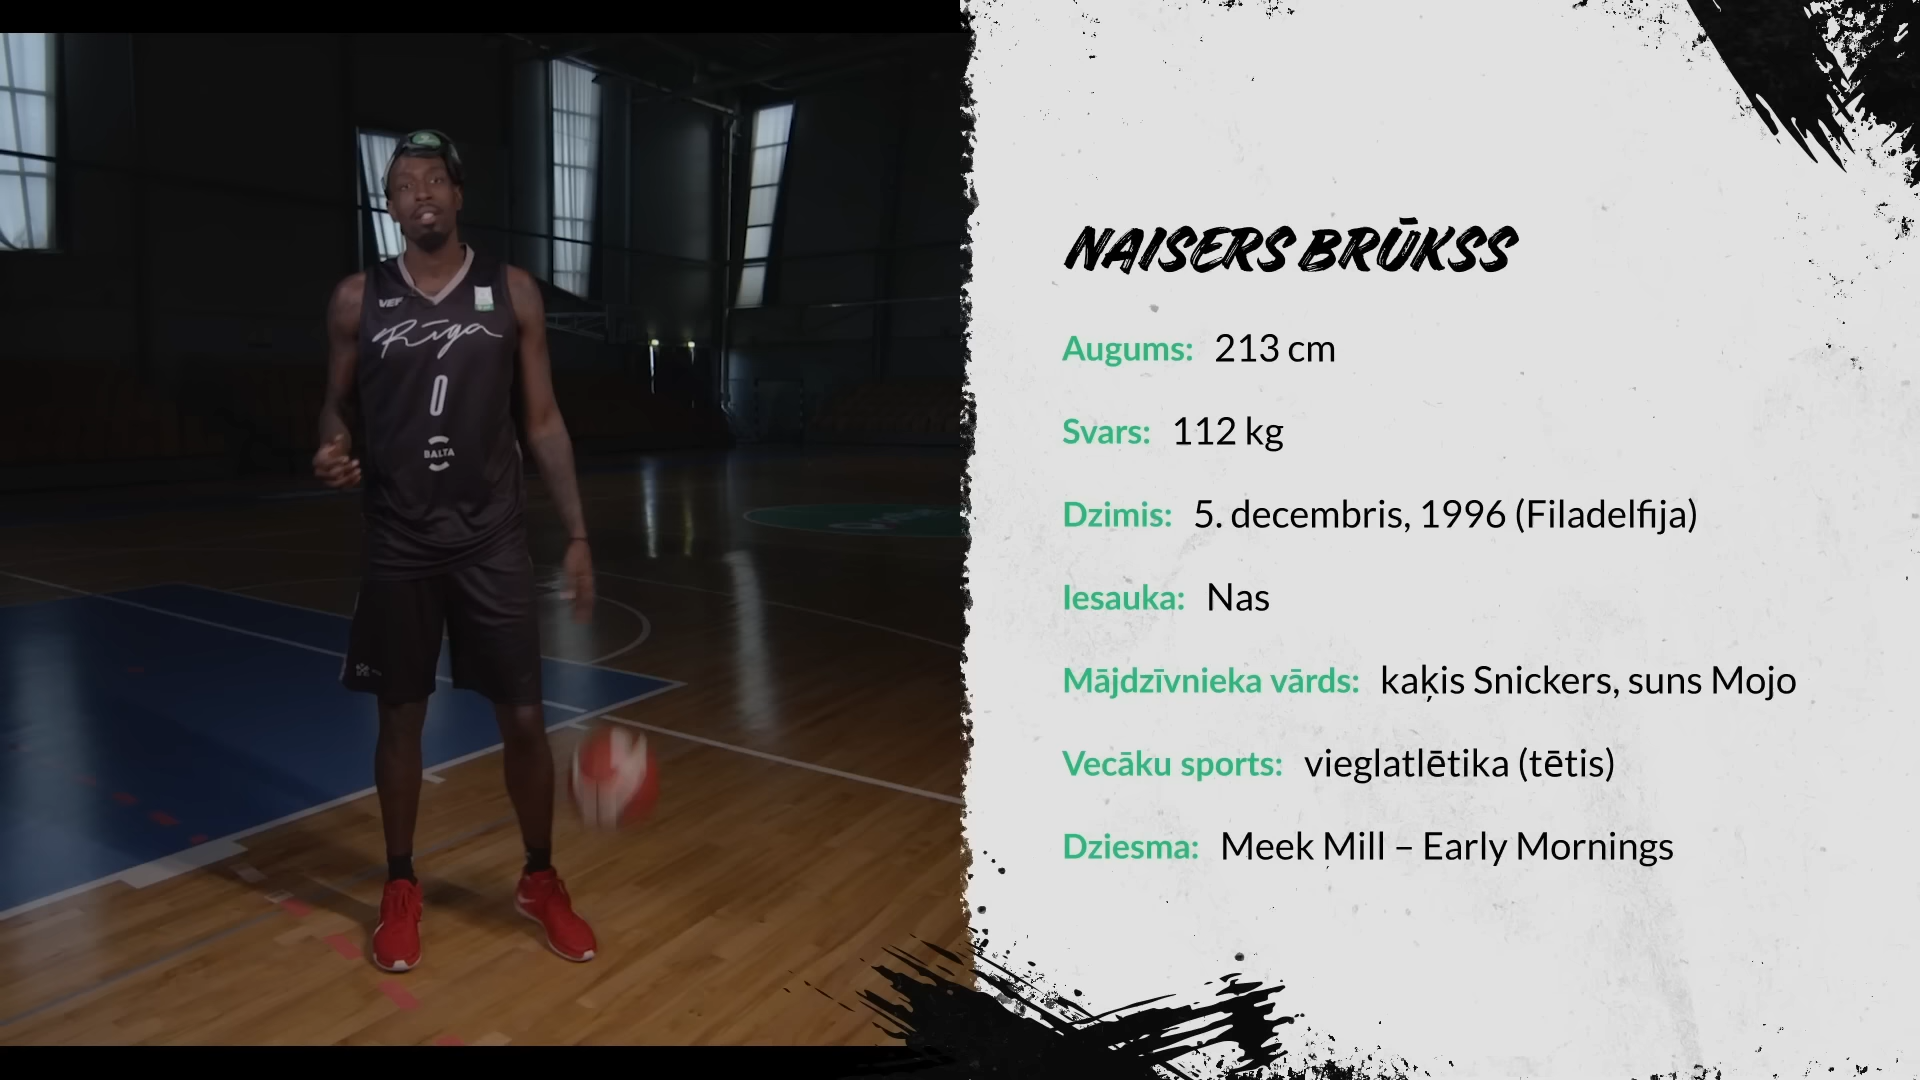 VEF
Rīga
0
BALTA
NAISERS BRŪKSS
Augums: 213 cm
Svars: 112 kg
Dzimis: 5. decembris, 1996 (Filadelfija)
Iesauka: Nas
Mājdzīvnieka vārds: kaķis Snickers, suns Mojo
Vecāku sports: vieglatlētika (tētis)
Dziesma: Meek Mill – Early Mornings